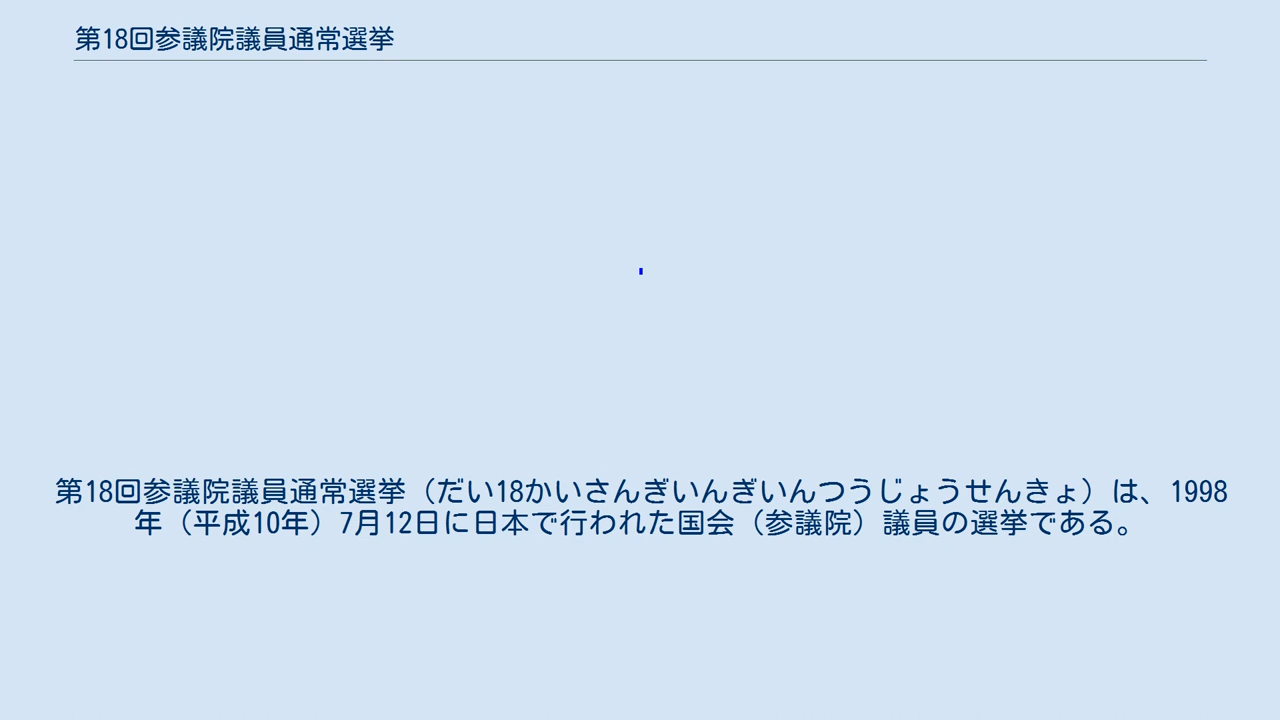 第18回参議院議員通常選挙
第18回参議院議員通常選挙（だい18かいさんぎいんぎいんつうじょうせんきょ）は、1998
年（平成10年）7月12日に日本で行われた国会（参議院）議員の選挙である。